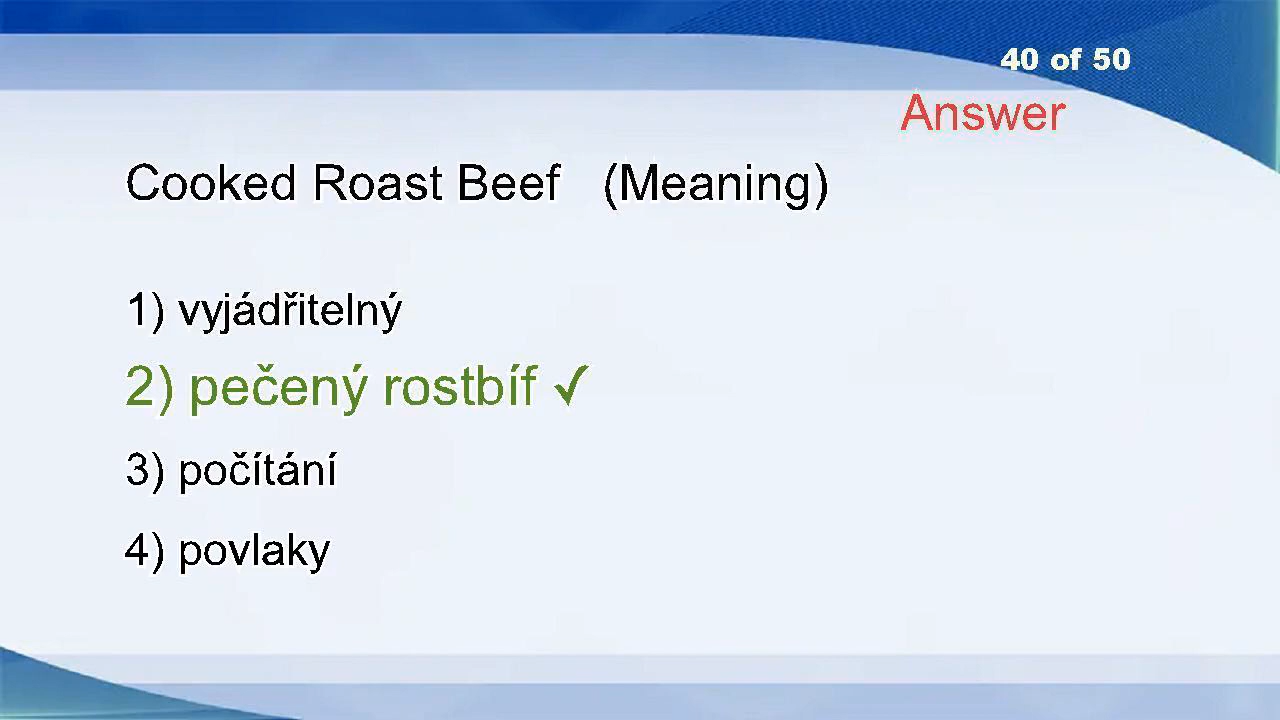 40 of 50
Answer
Cooked Roast Beef (Meaning)
1) vyjádřitelný
2) pečený rostbíf ✓
3) počítání
4) povlaky